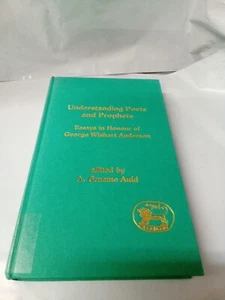 Understanding Poets
and Prophets
Essays in Honour of
George Wishart Anderson
edited by
A. Graeme Auld